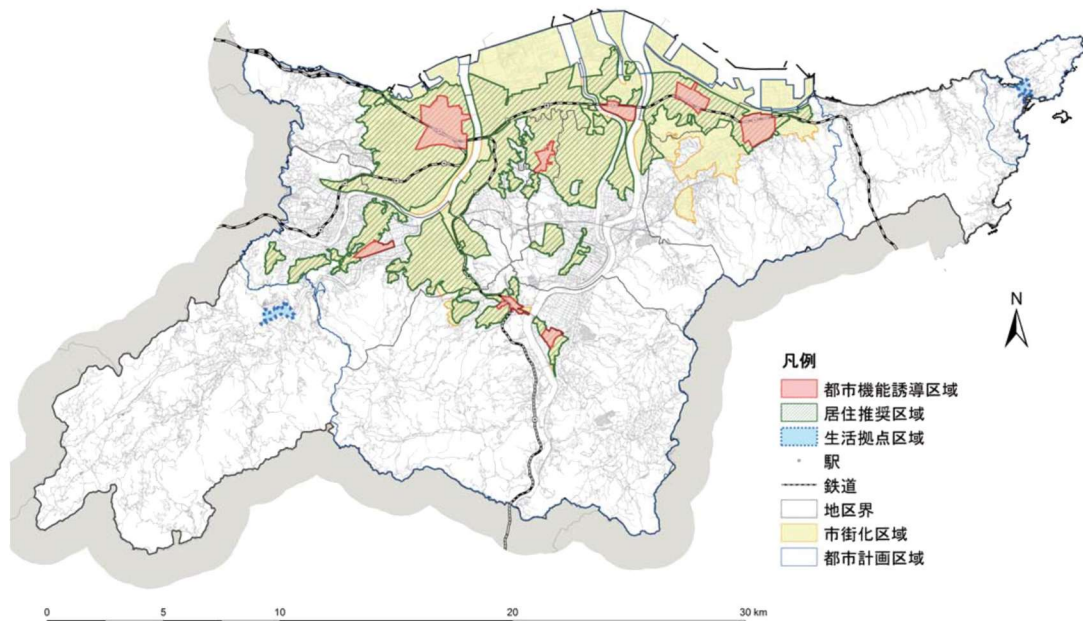 N
凡例
都市機能誘導区域
居住推奨区域
生活拠点区域
駅
鉄道
地区界
市街化区域
都市計画区域
0 5 10 20 30 km